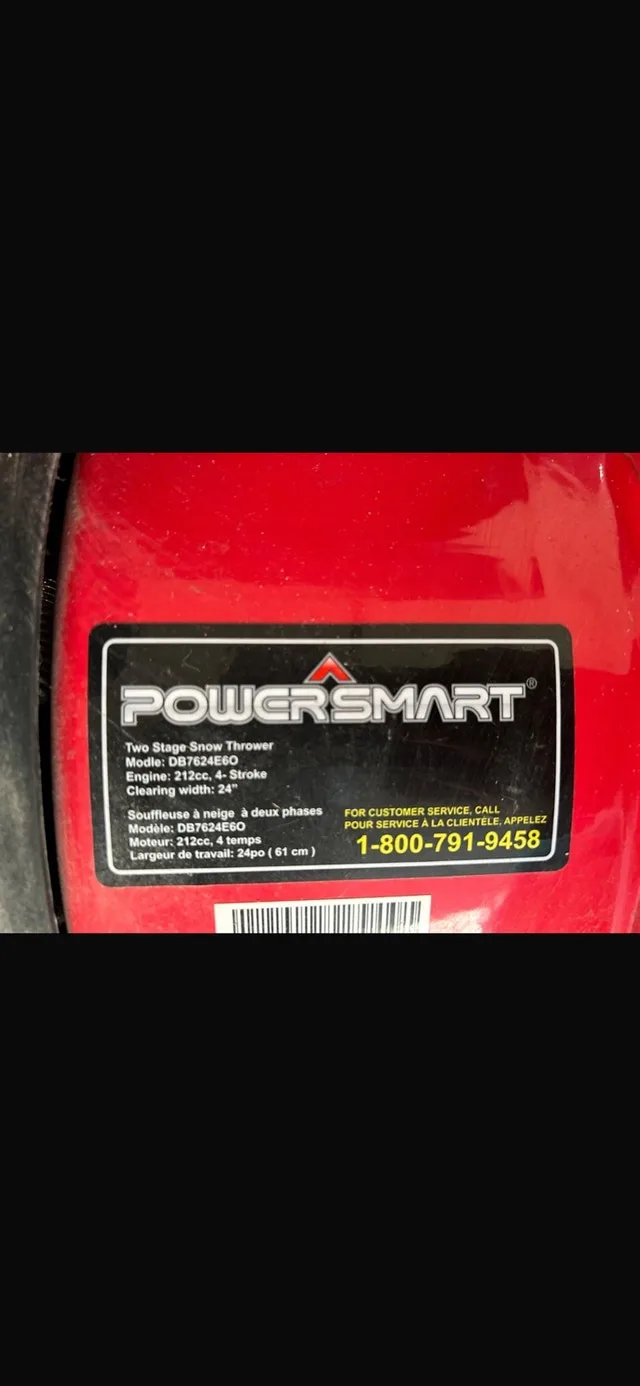 POWERSMART®
Two Stage Snow Thrower
Modle: DB7624E6O
Engine: 212cc, 4- Stroke
Clearing width: 24"
Souffleuse à neige à deux phases
Modèle: DB7624E6O
Moteur: 212cc, 4 temps
Largeur de travail: 24po ( 61 cm )
FOR CUSTOMER SERVICE, CALL
POUR SERVICE À LA CLIENTÈLE, APPELEZ
1-800-791-9458